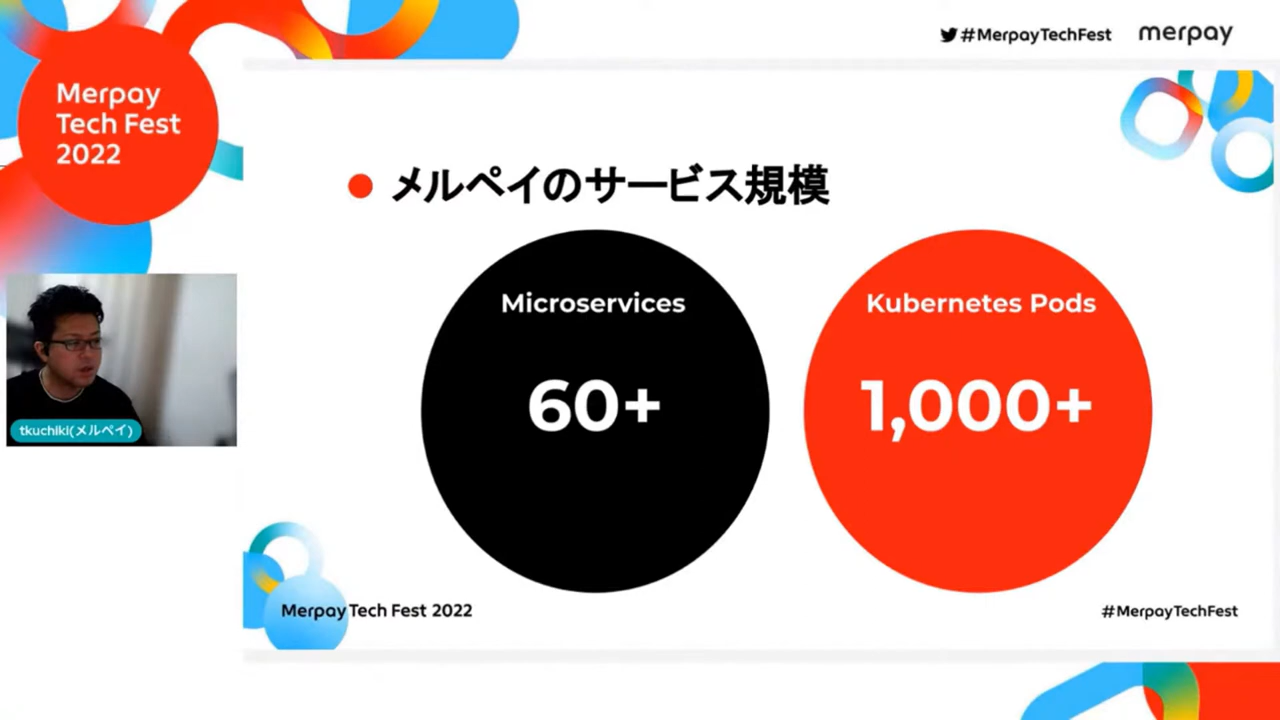 #MerpayTechFest
merpay
Merpay
Tech Fest
2022
メルペイのサービス規模
Microservices
60+
Kubernetes Pods
1,000+
tkuchiki(メルペイ)
Merpay Tech Fest 2022
#MerpayTechFest